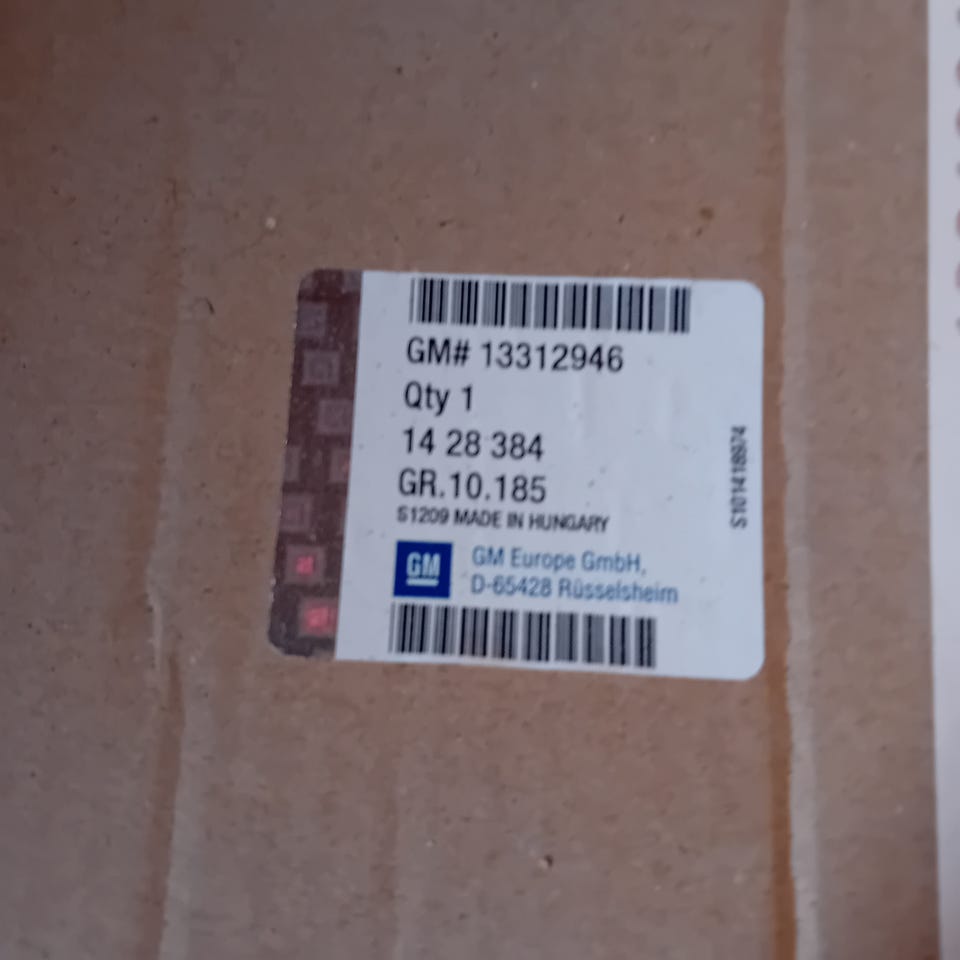 GM# 13312946
Qty 1
14 28 384
GR.10.185
S1209 MADE IN HUNGARY
GM
GM Europe GmbH,
D-65428 Rüsselsheim
S101418974